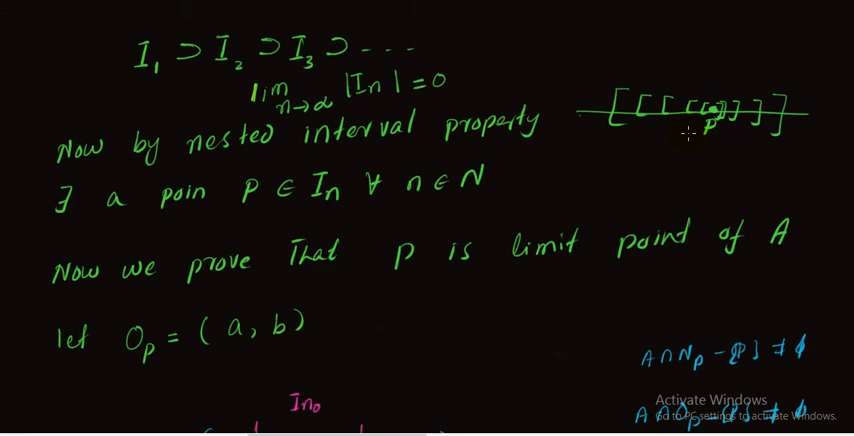 I₁ ⊃ I₂ ⊃ I₃ ⊃ - - -
lim n→∞ |In| = 0
[ [ [ [ [ ] ] ] ]
P
Now by nested interval property
∃ a poin P ∈ In ∀ n ∈ N
Now we prove That p is limit point of A
let Op = ( a, b )
A ∩ Np - {P} ≠ ϕ
In₀
Activate Windows
A ∩ Op - {P} ≠ ϕ
Go to PC settings to activate Windows.